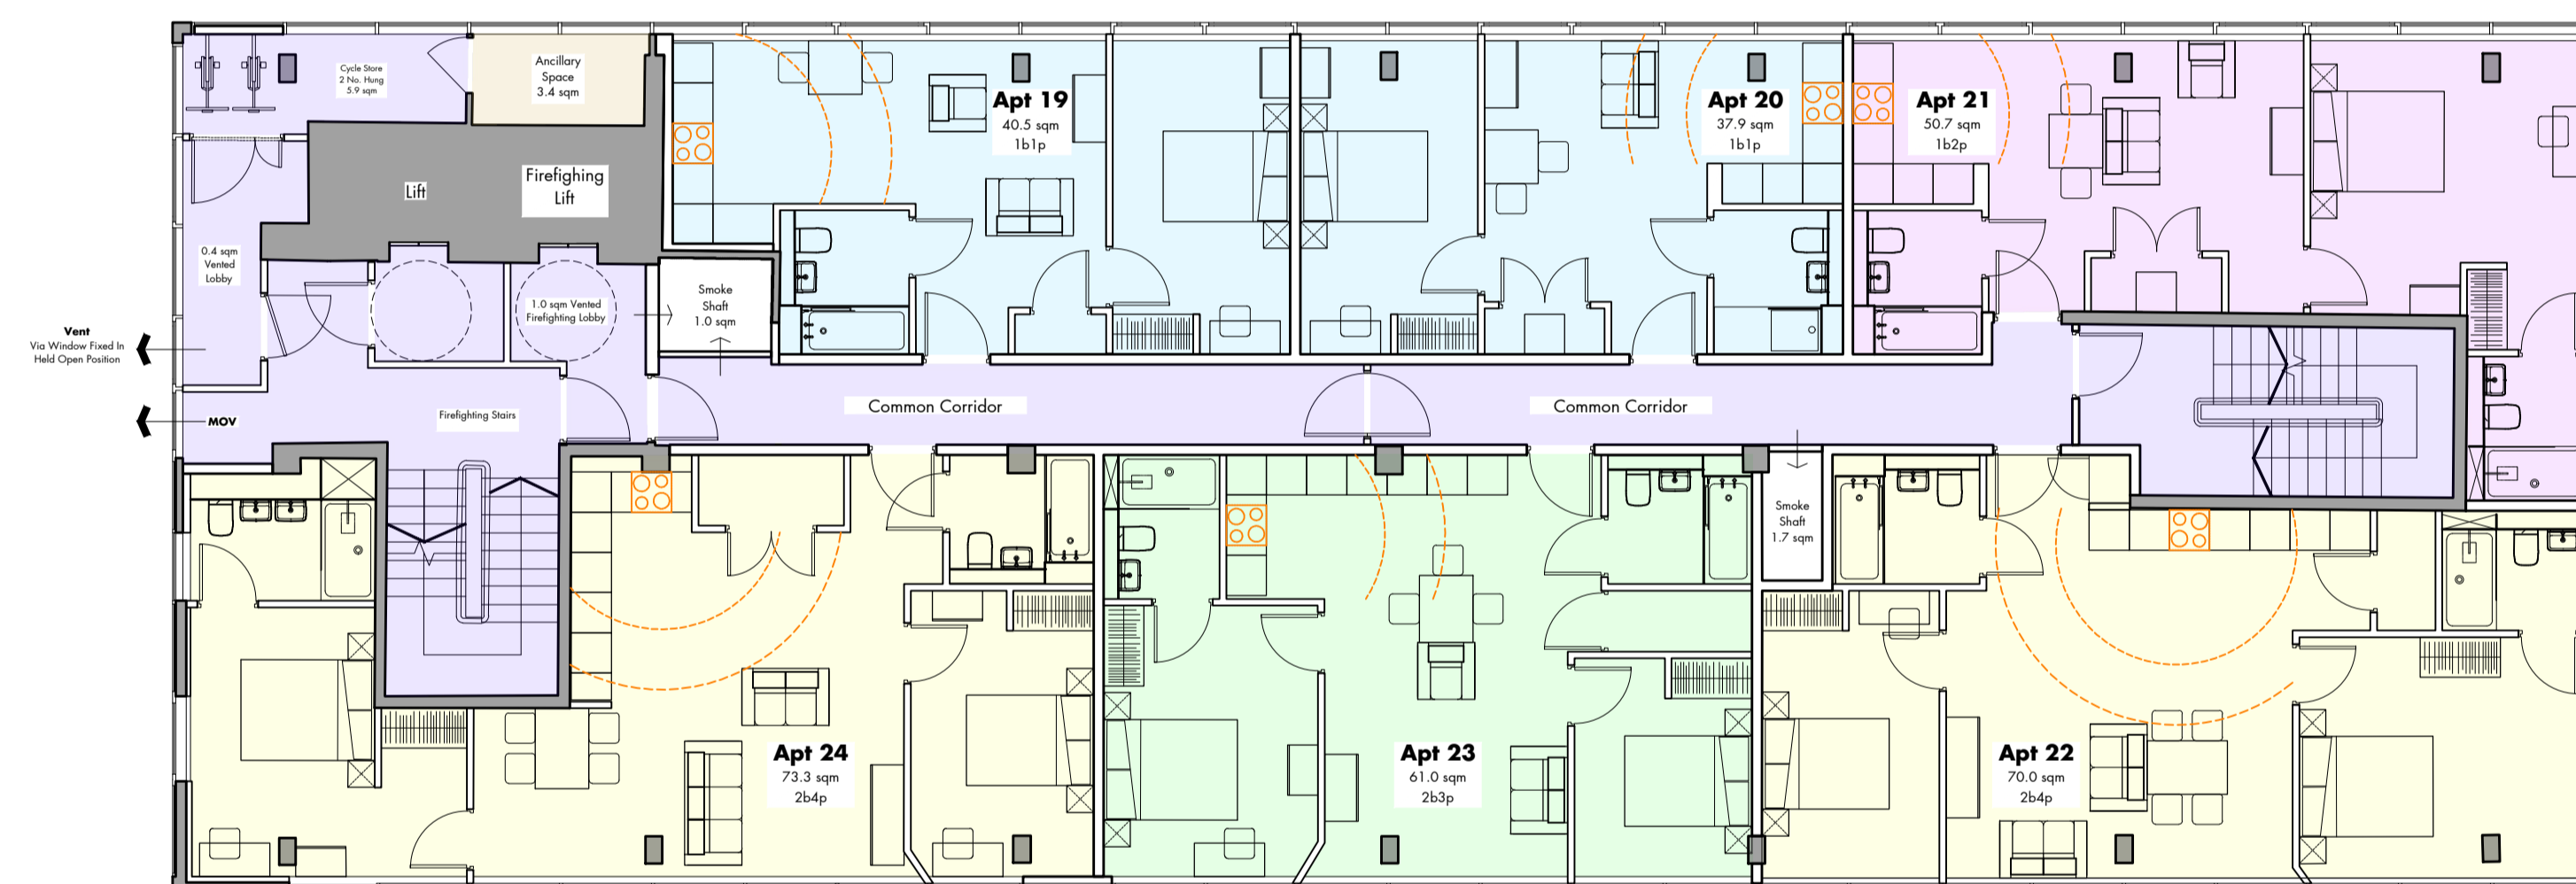 Cycle Store
2 No. Hung
5.9 sqm
Ancillary
Space
3.4 sqm
Apt 19
40.5 sqm
1b1p
Apt 20
37.9 sqm
1b1p
Apt 21
50.7 sqm
1b2p
Lift
Firefighing
Lift
0.4 sqm
Vented
Lobby
1.0 sqm Vented
Firefighting Lobby
Smoke
Shaft
1.0 sqm
Vent
Via Window Fixed In
Held Open Position
MOV
Firefighting Stairs
Common Corridor
Common Corridor
Smoke
Shaft
1.7 sqm
Apt 24
73.3 sqm
2b4p
Apt 23
61.0 sqm
2b3p
Apt 22
70.0 sqm
2b4p